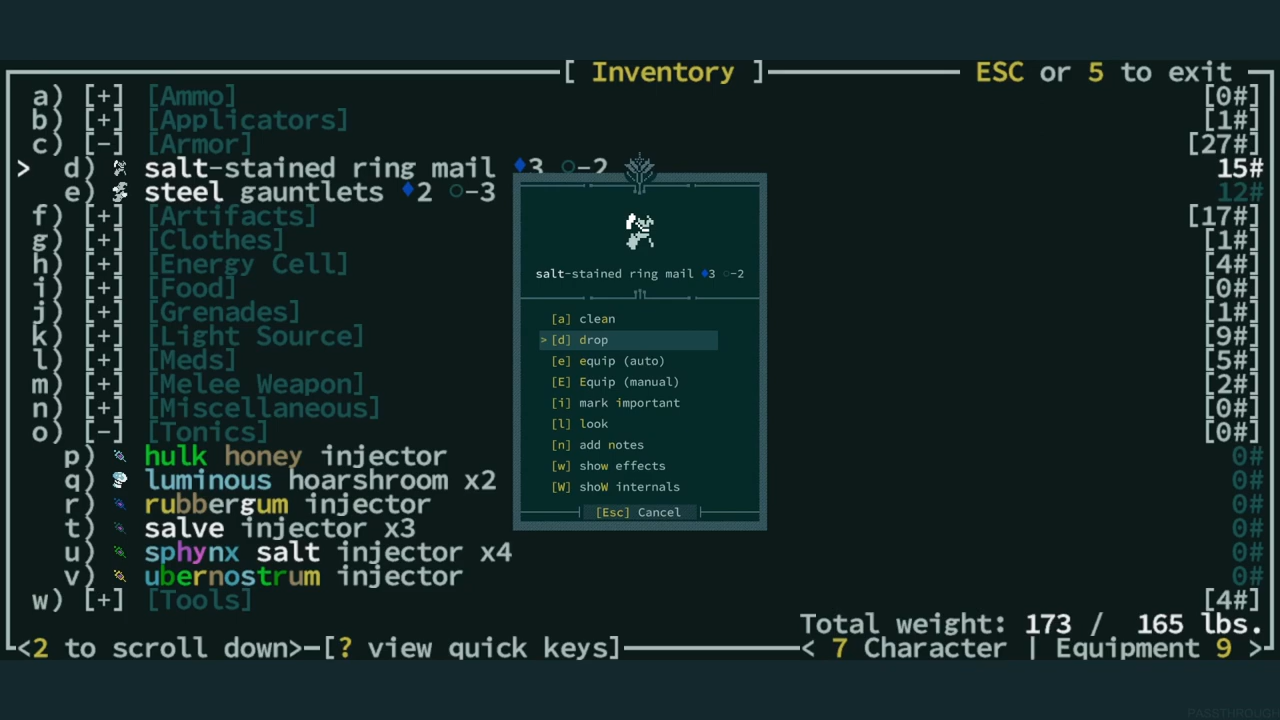 [ Inventory ] ESC or 5 to exit
a) [+] [Ammo] [0#]
b) [+] [Applicators] [1#]
c) [-] [Armor] [27#]
> d) salt-stained ring mail ♦3 ○-2 15#
e) steel gauntlets ♦2 ○-3 12#
f) [+] [Artifacts] [17#]
g) [+] [Clothes] [1#]
h) [+] [Energy Cell] [4#]
i) [+] [Food] [0#]
j) [+] [Grenades] [1#]
k) [+] [Light Source] [9#]
l) [+] [Meds] [5#]
m) [+] [Melee Weapon] [2#]
n) [+] [Miscellaneous] [0#]
o) [-] [Tonics] [0#]
p) hulk honey injector 0#
q) luminous hoarshroom x2 0#
r) rubbergum injector 0#
t) salve injector x3 0#
u) sphynx salt injector x4 0#
v) ubernostrum injector 0#
w) [+] [Tools] [4#]
Total weight: 173 / 165 lbs.
<2 to scroll down> [? view quick keys] < 7 Character | Equipment 9 >
salt-stained ring mail ♦3 ○-2
[a] clean
> [d] drop
[e] equip (auto)
[E] Equip (manual)
[i] mark important
[l] look
[n] add notes
[w] show effects
[W] shoW internals
[Esc] Cancel